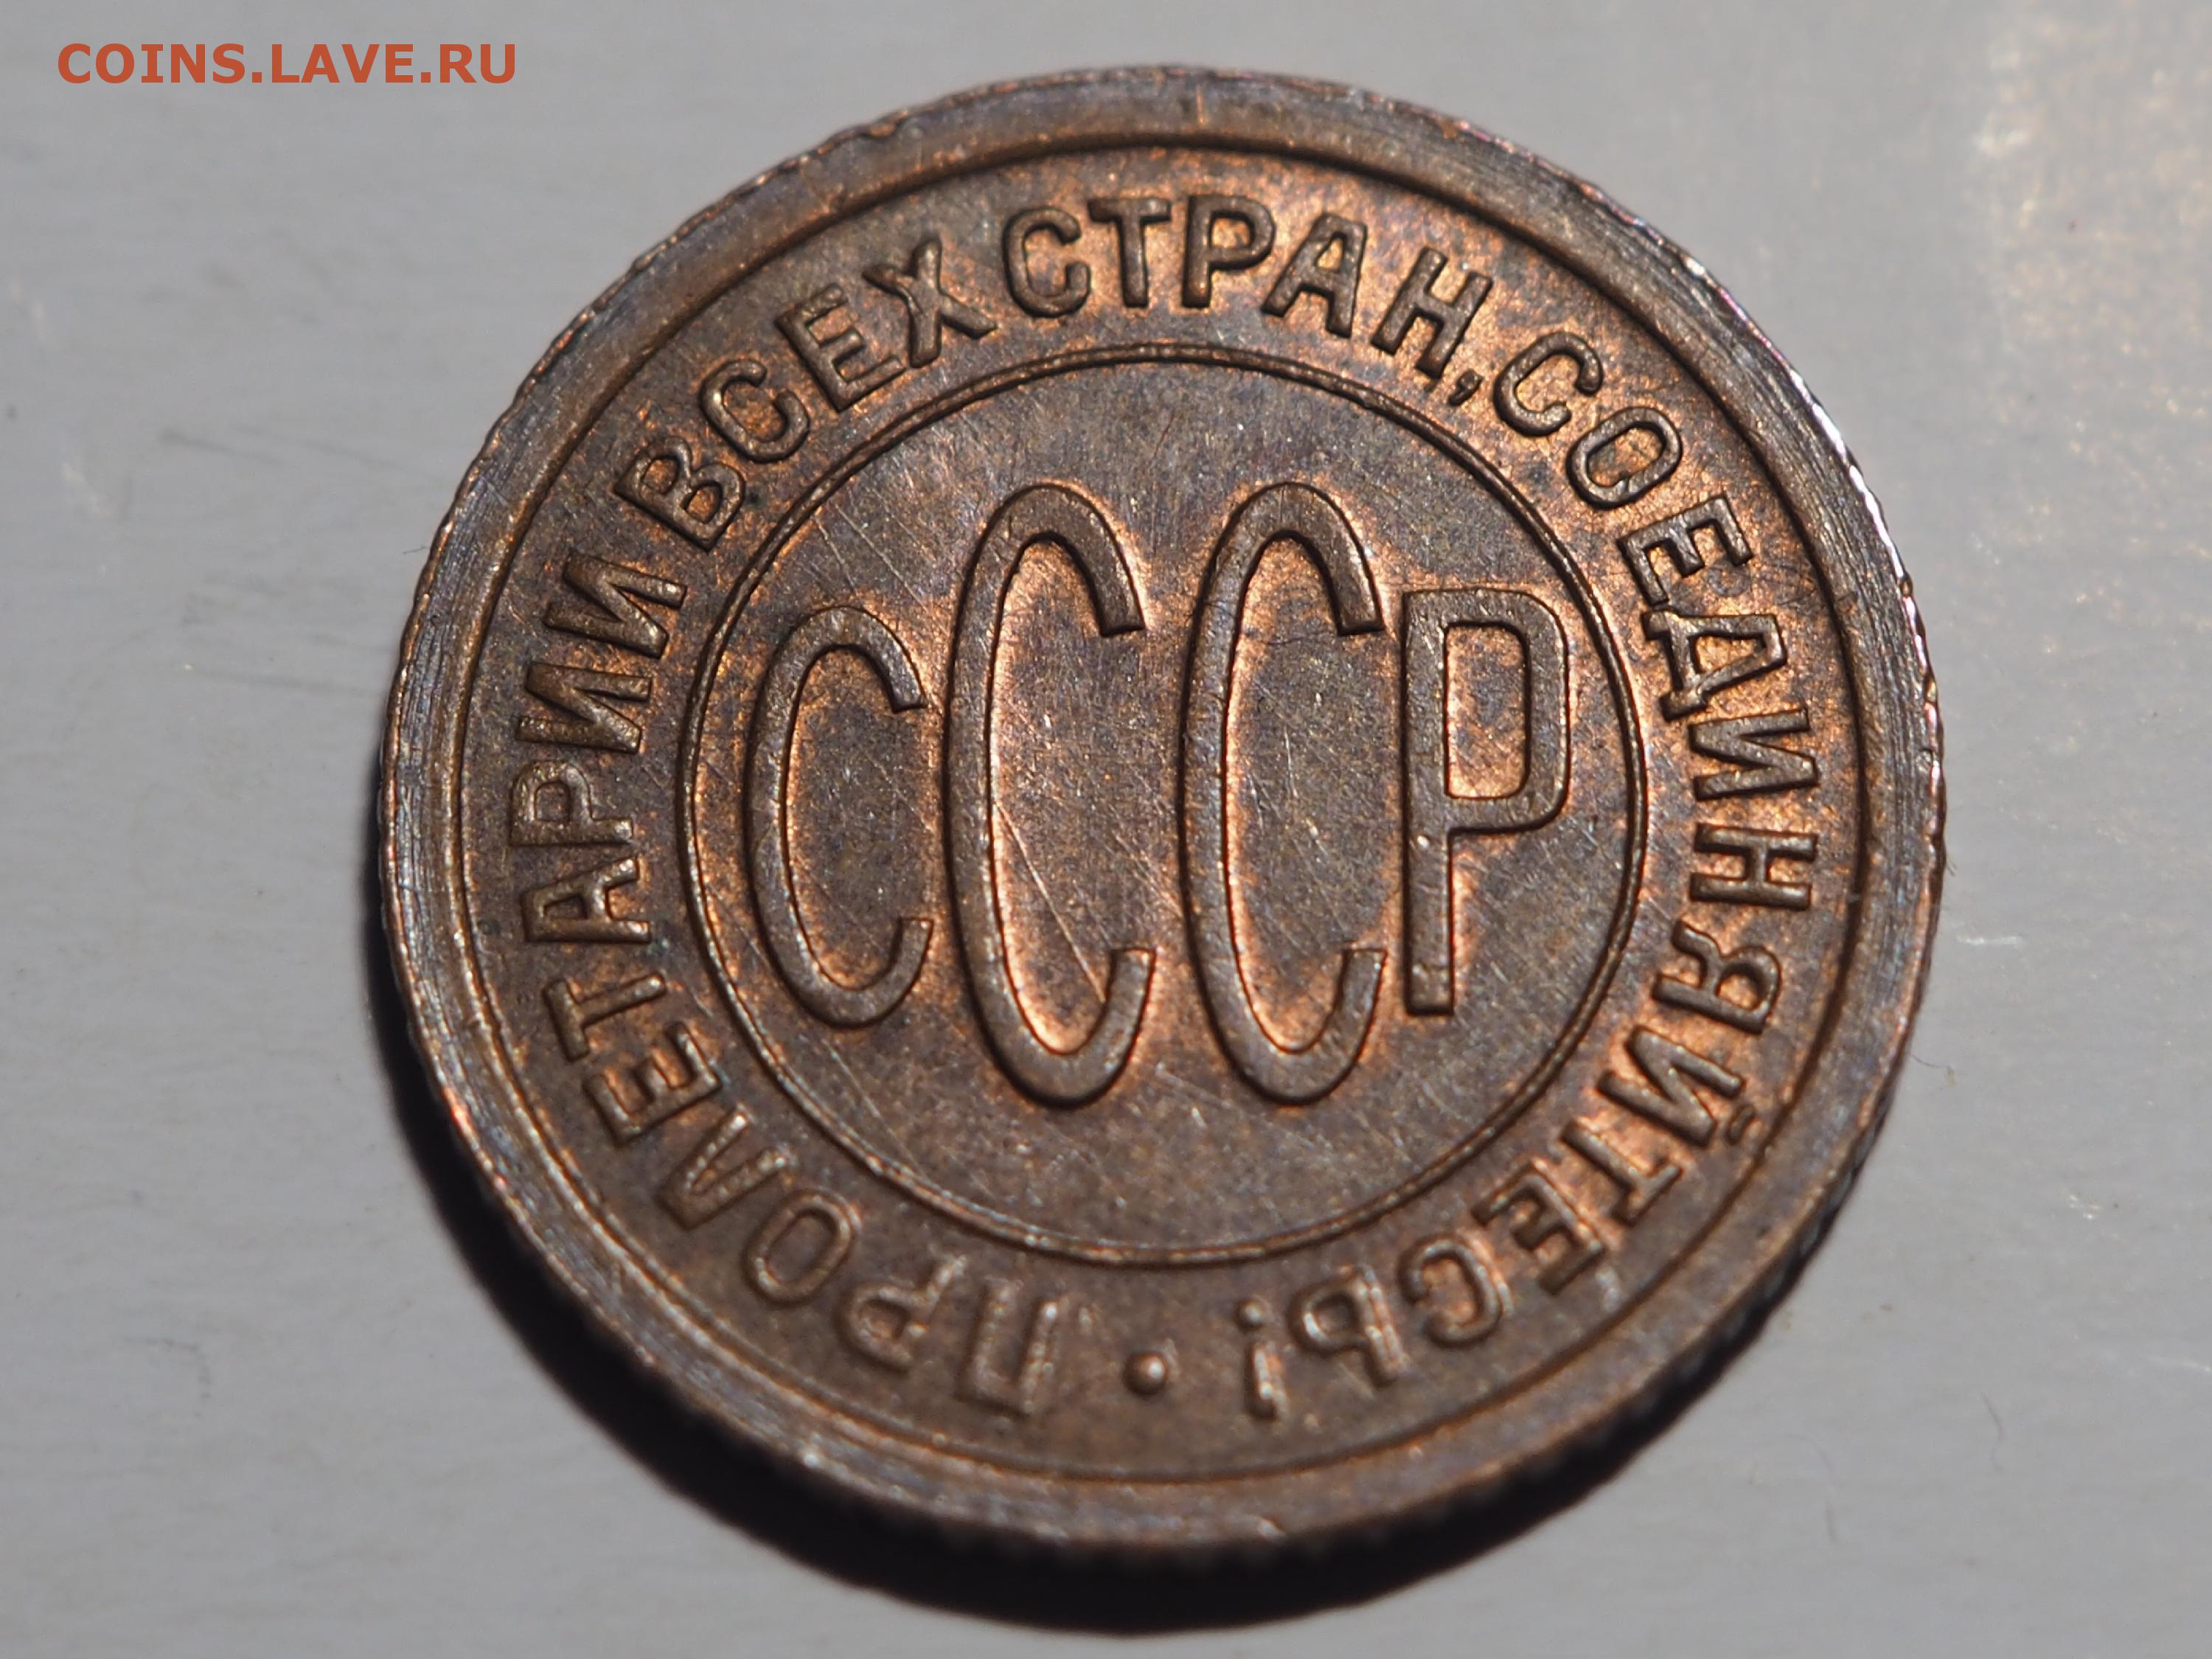 COINS.LAVE.RU
ПРОЛЕТАРИИ ВСЕХ СТРАН, СОЕДИНЯЙТЕСЬ! •
СССР